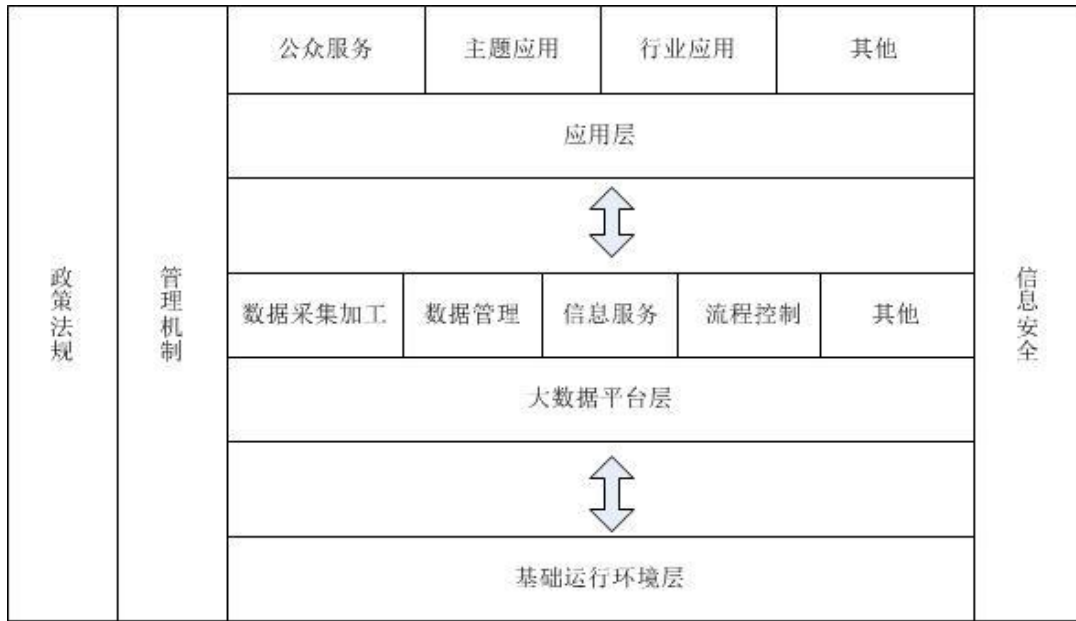 政策法规
管理机制
公众服务
主题应用
行业应用
其他
应用层
数据采集加工
数据管理
信息服务
流程控制
其他
大数据平台层
基础运行环境层
信息安全